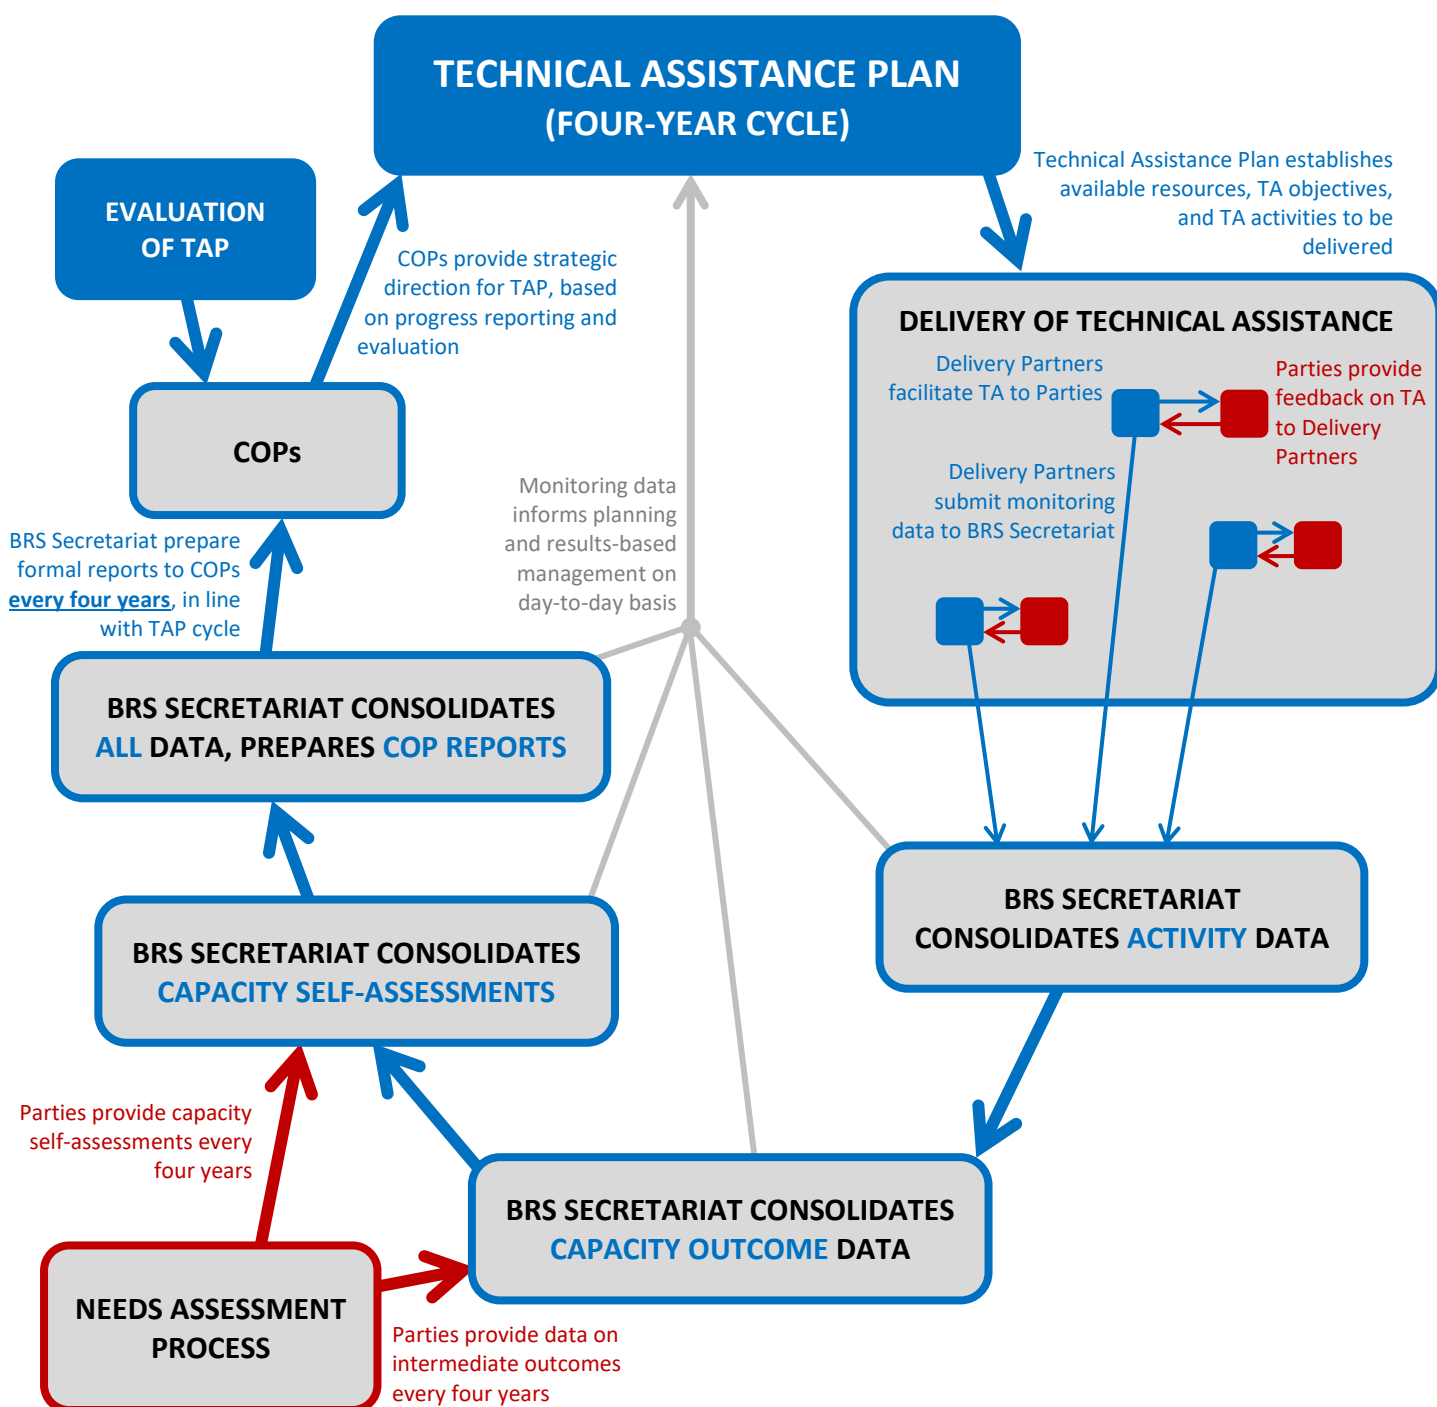 TECHNICAL ASSISTANCE PLAN
(FOUR-YEAR CYCLE)
Technical Assistance Plan establishes
available resources, TA objectives,
and TA activities to be
delivered
EVALUATION
OF TAP
COPs provide strategic
direction for TAP, based
on progress reporting and
evaluation
DELIVERY OF TECHNICAL ASSISTANCE
Delivery Partners
facilitate TA to Parties
Parties provide
feedback on TA
to Delivery
Partners
Delivery Partners
submit monitoring
data to BRS Secretariat
COPs
Monitoring data
informs planning
and results-based
management on
day-to-day basis
BRS Secretariat prepare
formal reports to COPs
every four years, in line
with TAP cycle
BRS SECRETARIAT CONSOLIDATES
ALL DATA, PREPARES COP REPORTS
BRS SECRETARIAT
CONSOLIDATES ACTIVITY DATA
BRS SECRETARIAT CONSOLIDATES
CAPACITY SELF-ASSESSMENTS
Parties provide capacity
self-assessments every
four years
BRS SECRETARIAT CONSOLIDATES
CAPACITY OUTCOME DATA
NEEDS ASSESSMENT
PROCESS
Parties provide data on
intermediate outcomes
every four years